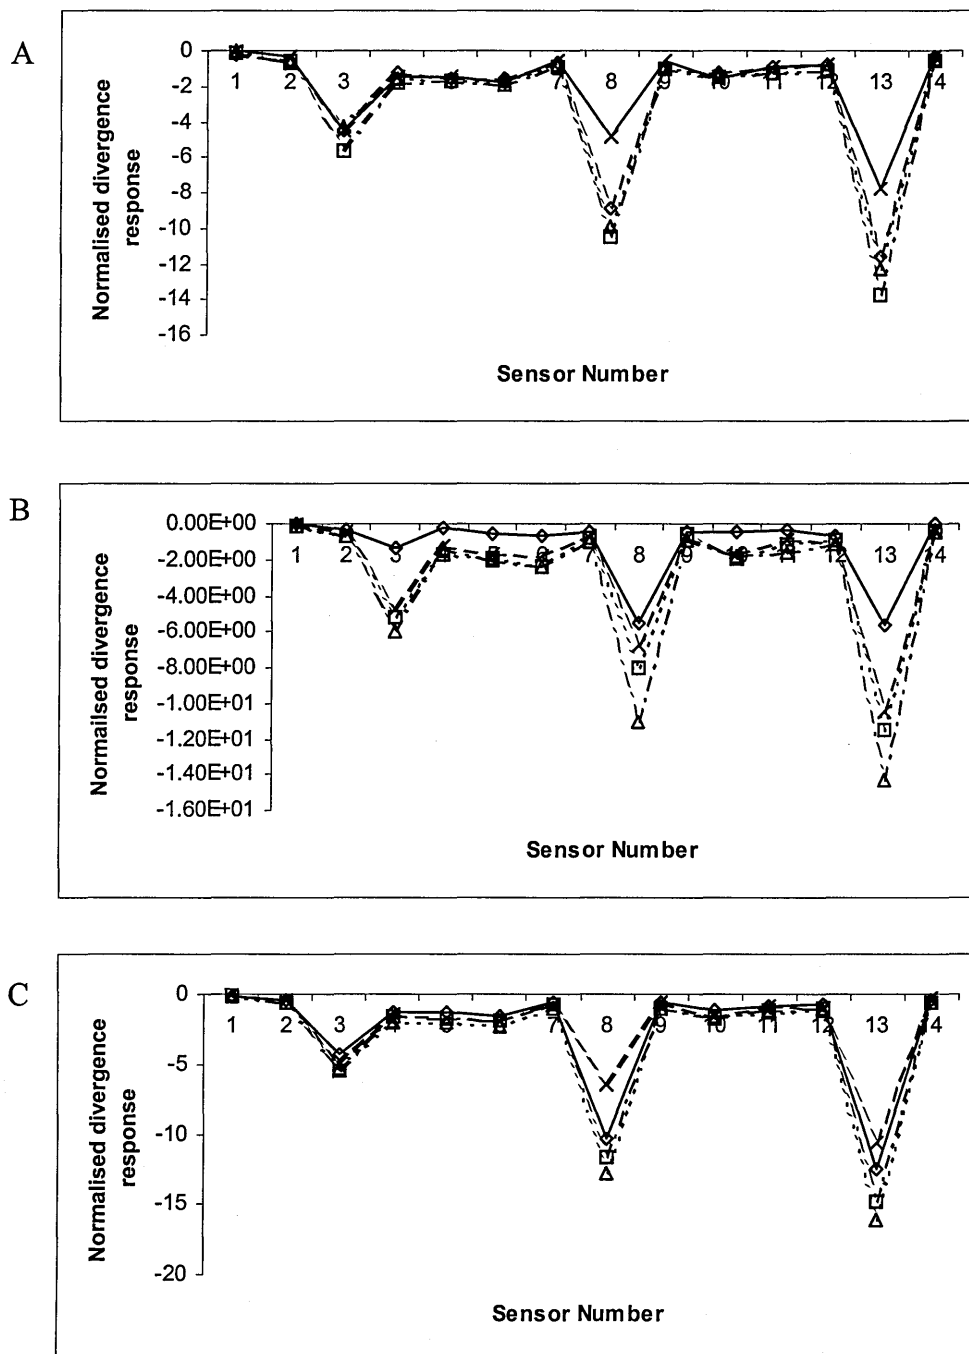 A
Normalised divergence
response
0
-2
-4
-6
-8
-10
-12
-14
-16
1 2 3 7 8 9 10 11 12 13 14
Sensor Number
B
Normailsed divergence
response
0.00E+00
-2.00E+00
-4.00E+00
-6.00E+00
-8.00E+00
-1.00E+01
-1.20E+01
-1.40E+01
-1.60E+01
1 2 3 6 7 8 9 10 11 12 13 14
Sensor Number
C
Normalised divergence
response
0
-5
-10
-15
-20
1 2 3 7 8 9 10 11 12 13 14
Sensor Number